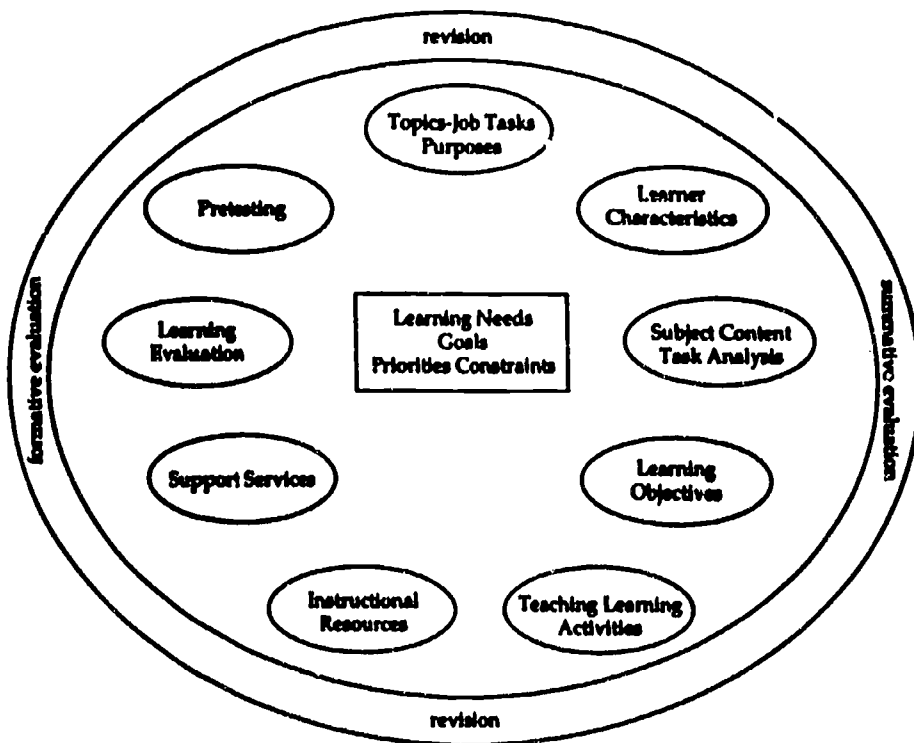 revision
Topics-Job Tasks
Purposes
Pretesting
Learner
Characteristics
formative evaluation
Learning
Evaluation
Learning Needs
Goals
Priorities Constraints
Subject Content
Task Analysis
summative evaluation
Support Services
Learning
Objectives
Instructional
Resources
Teaching Learning
Activities
revision